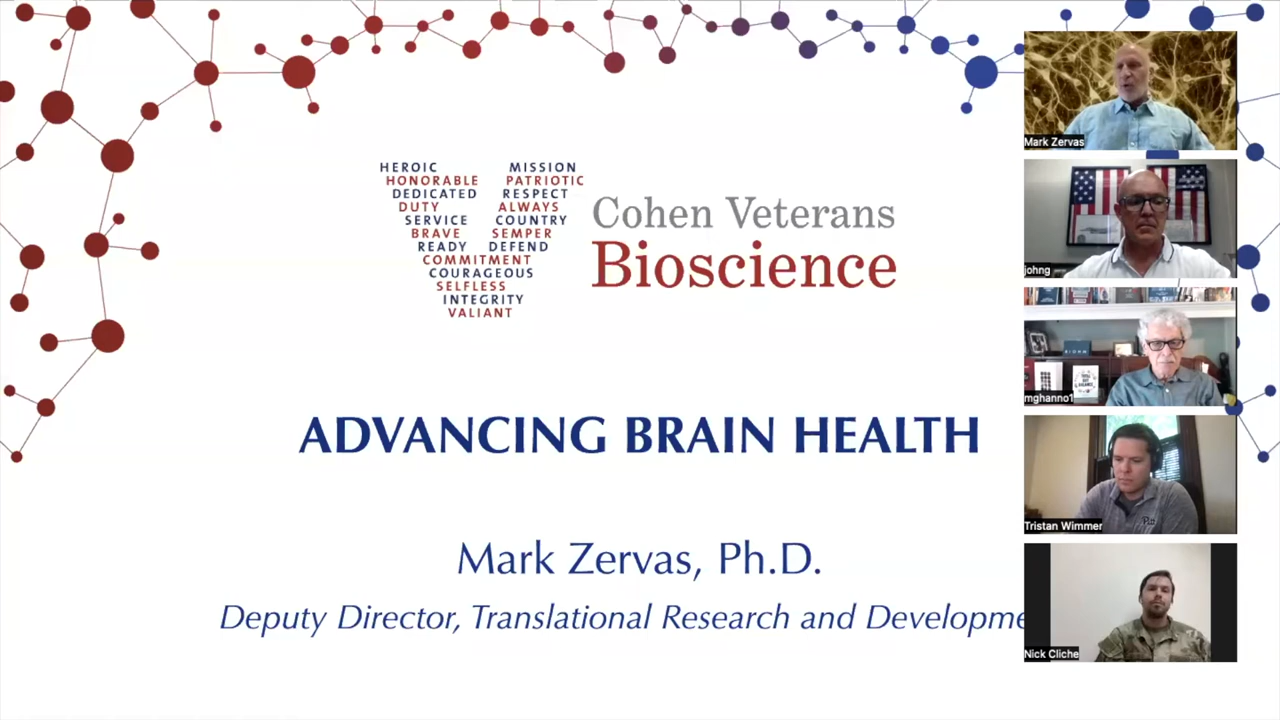 HEROIC MISSION
HONORABLE PATRIOTIC
DEDICATED RESPECT
DUTY ALWAYS
SERVICE COUNTRY
BRAVE SEMPER
READY DEFEND
COMMITMENT
COURAGEOUS
SELFLESS
INTEGRITY
VALIANT
Cohen Veterans
Bioscience
ADVANCING BRAIN HEALTH
Mark Zervas, Ph.D.
Deputy Director, Translational Research and Developme
Mark Zervas
johng
mghanno1
Tristan Wimmer
Nick Cliche